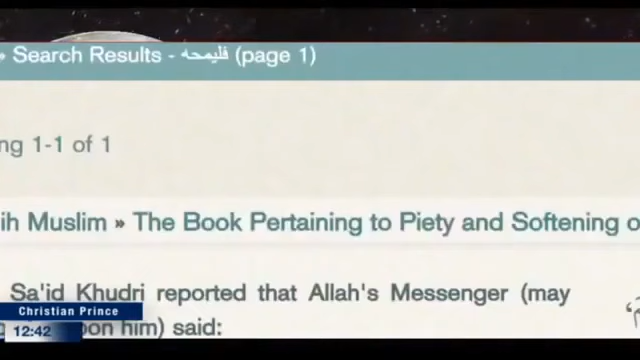 » Search Results - فليمحه (page 1)
ng 1-1 of 1
ih Muslim » The Book Pertaining to Piety and Softening o
Sa'id Khudri reported that Allah's Messenger (may
Christian Prince
12:42
pon him) said: